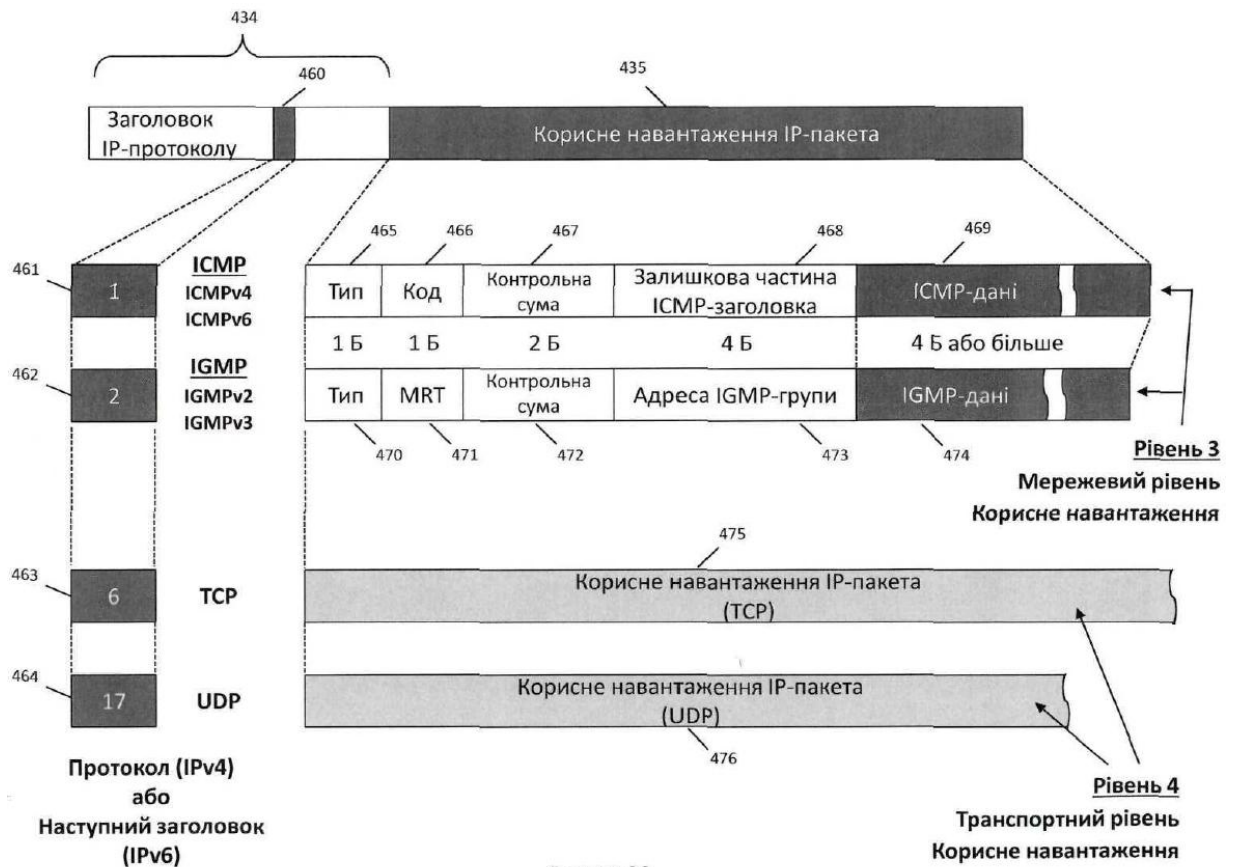 434
460
435
Заголовок
IP-протоколу
Корисне навантаження IP-пакета
465
466
467
468
469
461
1
ICMP
ICMPv4
ICMPv6
Тип
Код
Контрольна
сума
Залишкова частина
ICMP-заголовка
ICMP-дані
1 Б
1 Б
2 Б
4 Б
4 Б або більше
462
2
IGMP
IGMPv2
IGMPv3
Тип
MRT
Контрольна
сума
Адреса IGMP-групи
IGMP-дані
470
471
472
473
474
Рівень 3
Мережевий рівень
Корисне навантаження
475
463
6
TCP
Корисне навантаження IP-пакета
(TCP)
464
17
UDP
Корисне навантаження IP-пакета
(UDP)
476
Протокол (IPv4)
або
Наступний заголовок
(IPv6)
Рівень 4
Транспортний рівень
Корисне навантаження